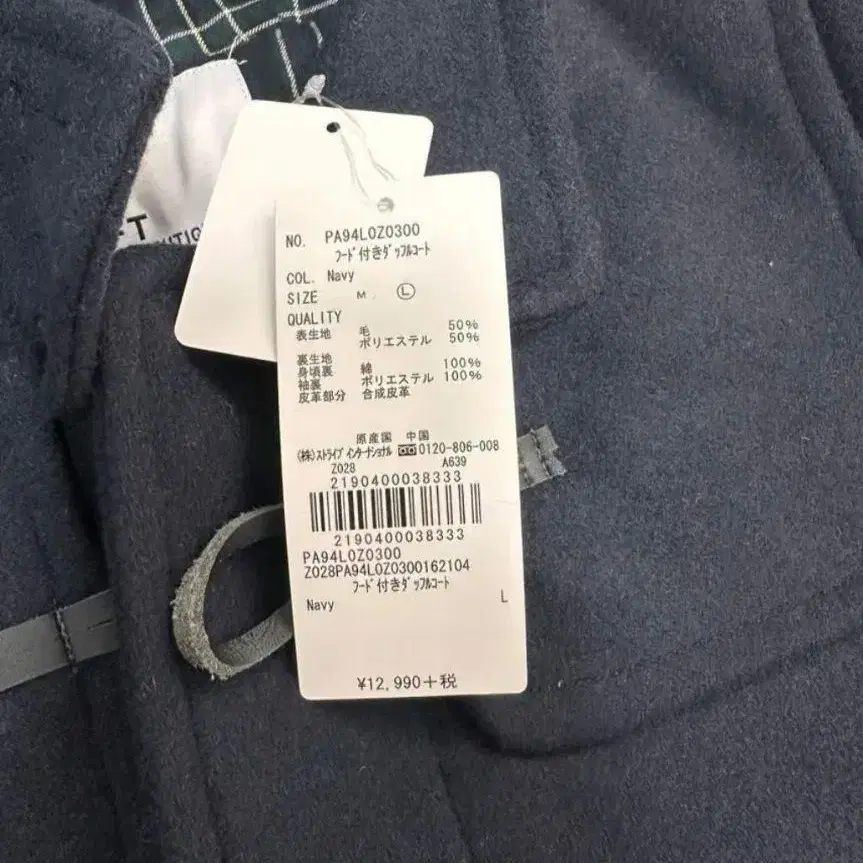 NO. PA94L0Z0300
フード付きダッフルコート
COL. Navy
SIZE M Ⓛ
QUALITY
表生地 毛 50%
ポリエステル 50%
裏生地
身頃裏 綿 100%
袖裏 ポリエステル 100%
皮革部分 合成皮革
原産国 中国
(株)ストライプ インターナショナル 0120-806-008
Z028 A639
2190400038333
2190400038333
PA94L0Z0300
Z028PA94L0Z0300162104
フード付きダッフルコート
Navy L
¥12,990+税